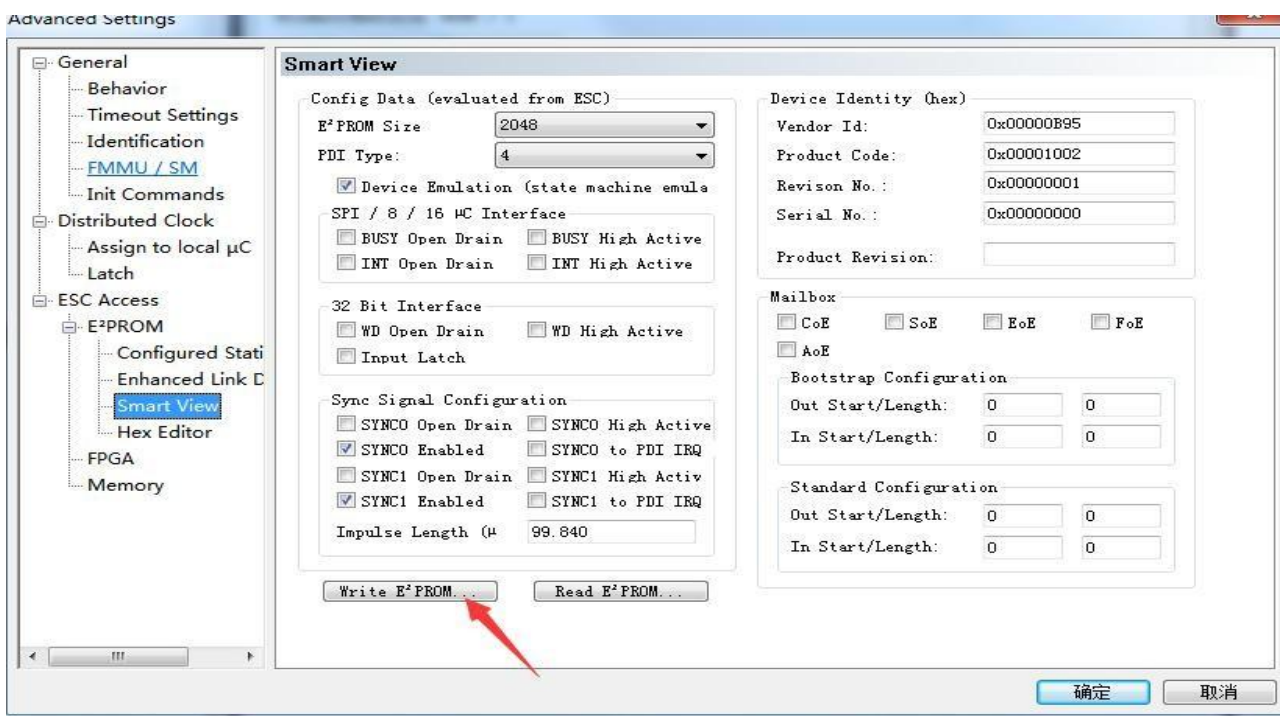 Advanced Settings
General
Behavior
Timeout Settings
Identification
FMMU / SM
Init Commands
Distributed Clock
Assign to local µC
Latch
ESC Access
E²PROM
Configured Stati
Enhanced Link D
Smart View
Hex Editor
FPGA
Memory
Smart View
Config Data (evaluated from ESC)
E²PROM Size 2048
PDI Type: 4
Device Emulation (state machine emula
SPI / 8 / 16 µC Interface
BUSY Open Drain BUSY High Active
INT Open Drain INT High Active
32 Bit Interface
WD Open Drain WD High Active
Input Latch
Sync Signal Configuration
SYNC0 Open Drain SYNC0 High Active
SYNC0 Enabled SYNC0 to PDI IRQ
SYNC1 Open Drain SYNC1 High Activ
SYNC1 Enabled SYNC1 to PDI IRQ
Impulse Length (µ 99.840
Write E²PROM... Read E²PROM...
Device Identity (hex)
Vendor Id: 0x00000B95
Product Code: 0x00001002
Revison No.: 0x00000001
Serial No.: 0x00000000
Product Revision:
Mailbox
CoE SoE EoE FoE
AoE
Bootstrap Configuration
Out Start/Length: 0 0
In Start/Length: 0 0
Standard Configuration
Out Start/Length: 0 0
In Start/Length: 0 0
确定 取消